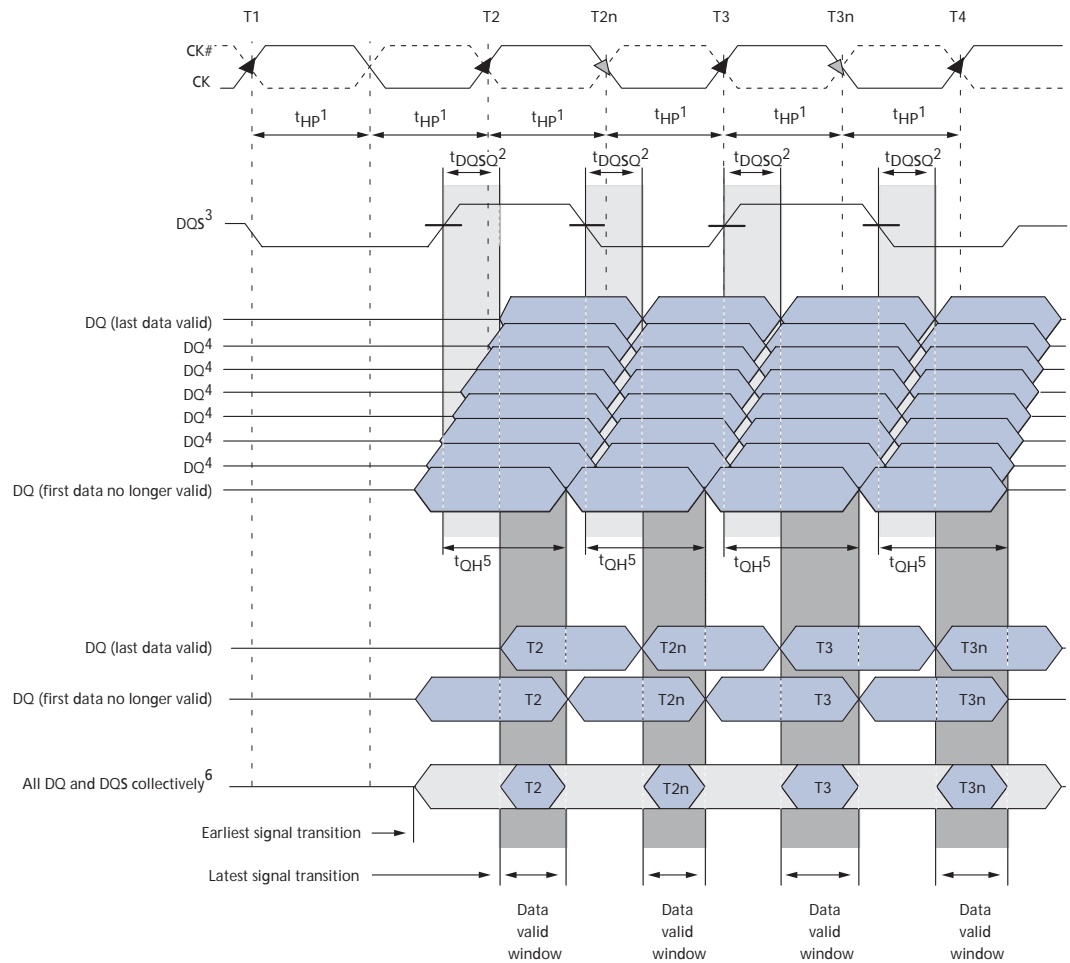 T1 T2 T2n T3 T3n T4
CK#
CK
tHP1 tHP1 tHP1 tHP1 tHP1 tHP1
tDQSQ2 tDQSQ2 tDQSQ2 tDQSQ2
DQS3
DQ (last data valid)
DQ4
DQ4
DQ4
DQ4
DQ4
DQ4
DQ (first data no longer valid)
tQH5 tQH5 tQH5 tQH5
DQ (last data valid) T2 T2n T3 T3n
DQ (first data no longer valid) T2 T2n T3 T3n
All DQ and DQS collectively6 T2 T2n T3 T3n
Earliest signal transition
Latest signal transition
Data valid window
Data valid window
Data valid window
Data valid window